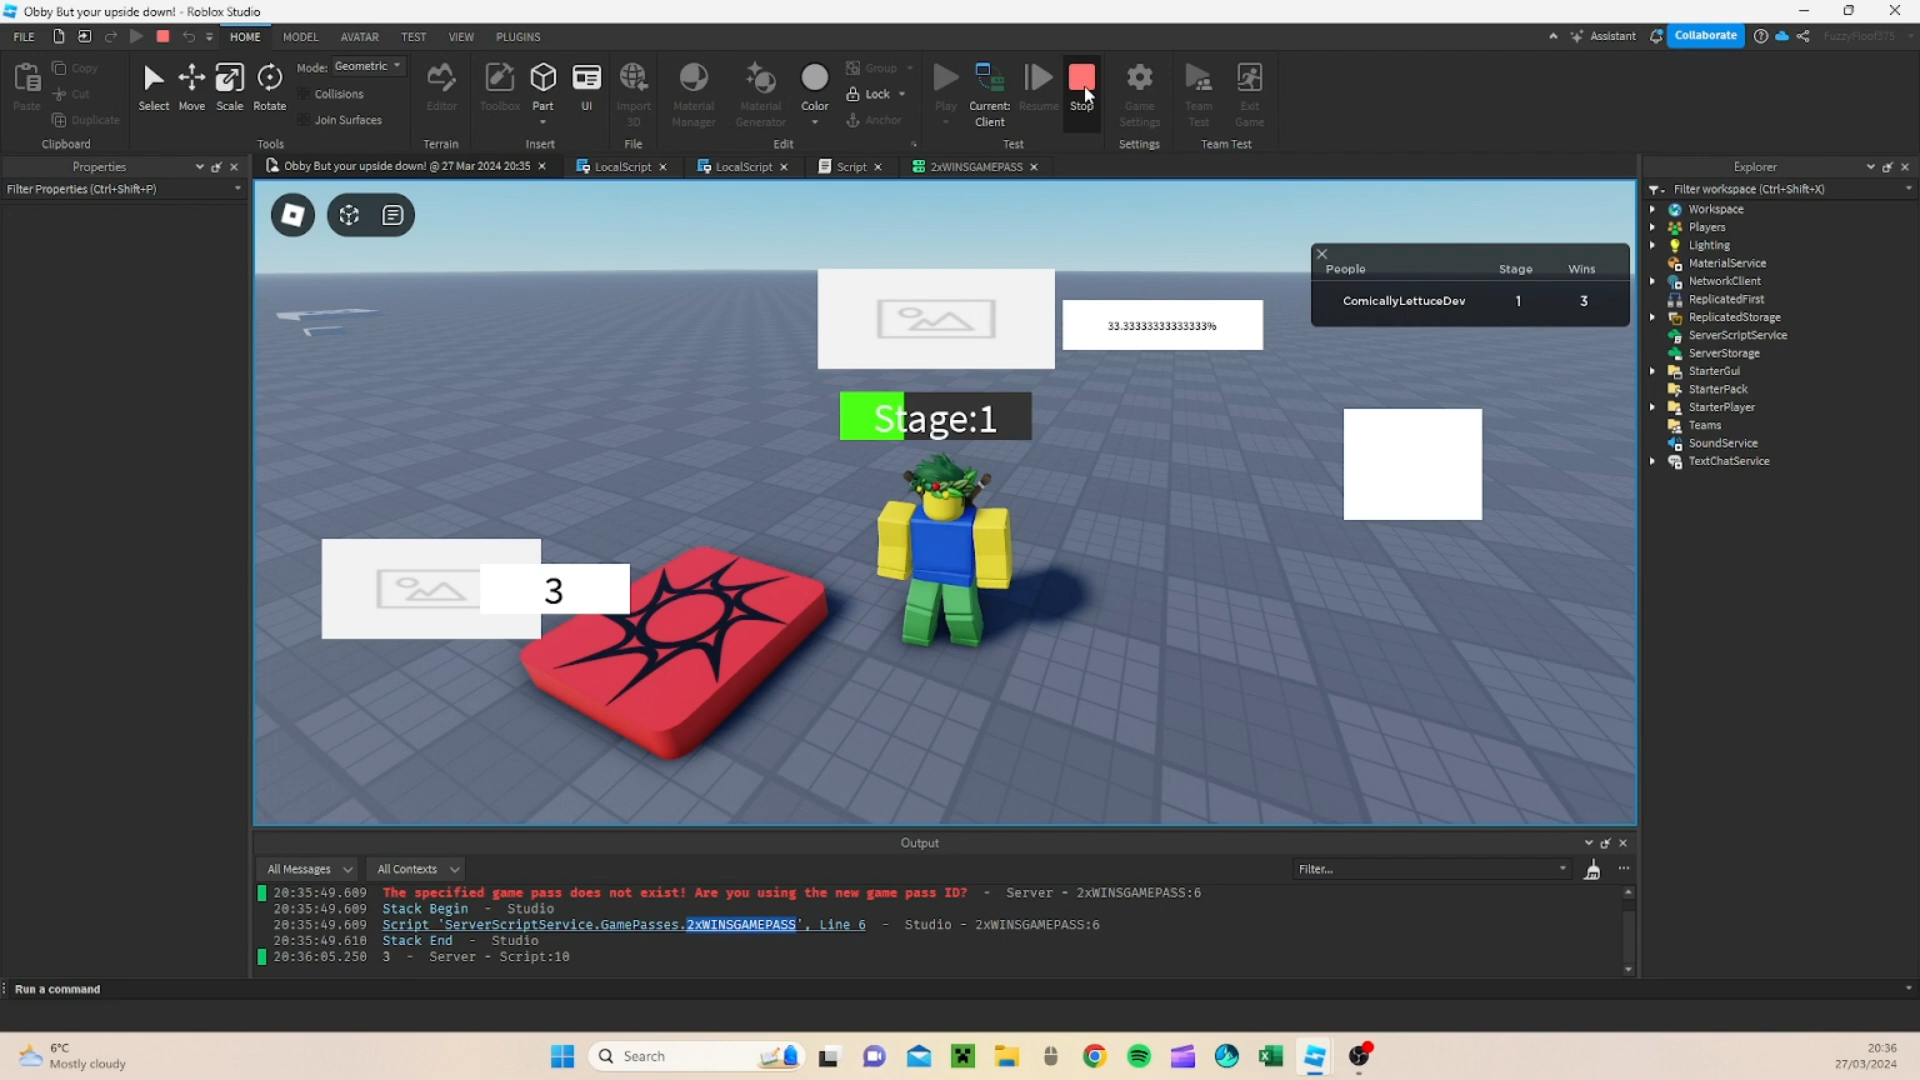 Obby But your upside down! - Roblox Studio
FILE HOME MODEL AVATAR TEST VIEW PLUGINS Assistant Collaborate FuzzyFloof375
Paste Copy Cut Duplicate Clipboard
Select Move Scale Rotate Mode: Geometric Collisions Join Surfaces Tools
Editor Terrain
Toolbox Part UI Insert
Import 3D File
Material Manager Material Generator Color Group Lock Anchor Edit
Play Current: Client Resume Stop Test
Game Settings Settings
Team Test Exit Game Team Test
Properties
Filter Properties (Ctrl+Shift+P)
Obby But your upside down! @ 27 Mar 2024 20:35 LocalScript LocalScript Script 2xWINSGAMEPASS
People Stage Wins
ComicallyLettuceDev 1 3
33.33333333333333%
Stage:1
3
Explorer
Filter workspace (Ctrl+Shift+X)
Workspace
Players
Lighting
MaterialService
NetworkClient
ReplicatedFirst
ReplicatedStorage
ServerScriptService
ServerStorage
StarterGui
StarterPack
StarterPlayer
Teams
SoundService
TextChatService
Output
All Messages All Contexts Filter...
20:35:49.609 The specified game pass does not exist! Are you using the new game pass ID? - Server - 2xWINSGAMEPASS:6
20:35:49.609 Stack Begin - Studio
20:35:49.609 Script 'ServerScriptService.GamePasses.2xWINSGAMEPASS', Line 6 - Studio - 2xWINSGAMEPASS:6
20:35:49.610 Stack End - Studio
20:36:05.250 3 - Server - Script:10
Run a command
6°C
Mostly cloudy
Search
20:36
27/03/2024